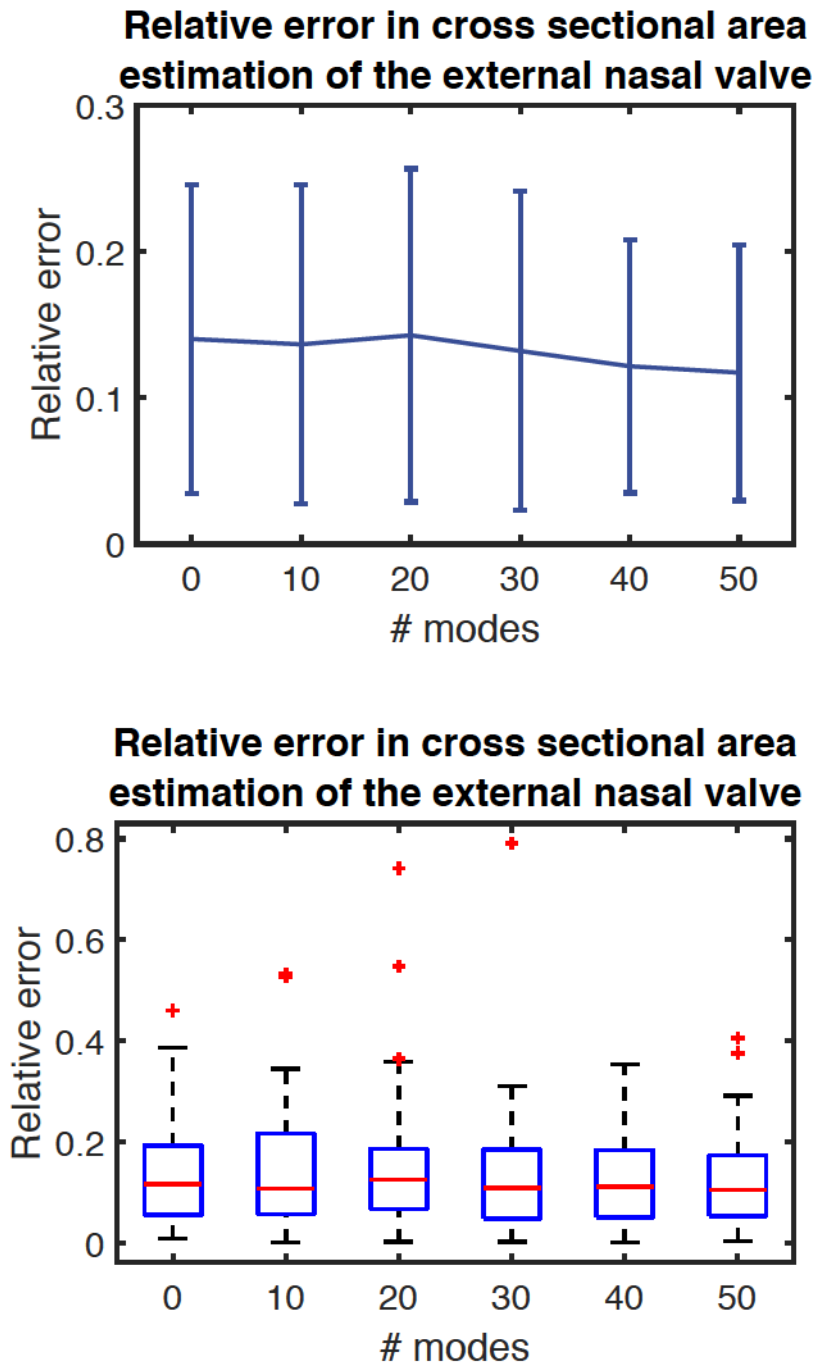 Relative error in cross sectional area
estimation of the external nasal valve
0.3
0.2
0.1
0
Relative error
0 10 20 30 40 50
# modes
Relative error in cross sectional area
estimation of the external nasal valve
0.8
0.6
0.4
0.2
0
Relative error
0 10 20 30 40 50
# modes